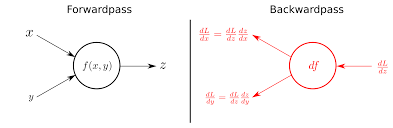 Forwardpass
x
f(x, y)
z
y
Backwardpass
dL/dx = dL/dz dz/dx
df
dL/dz
dL/dy = dL/dz dz/dy